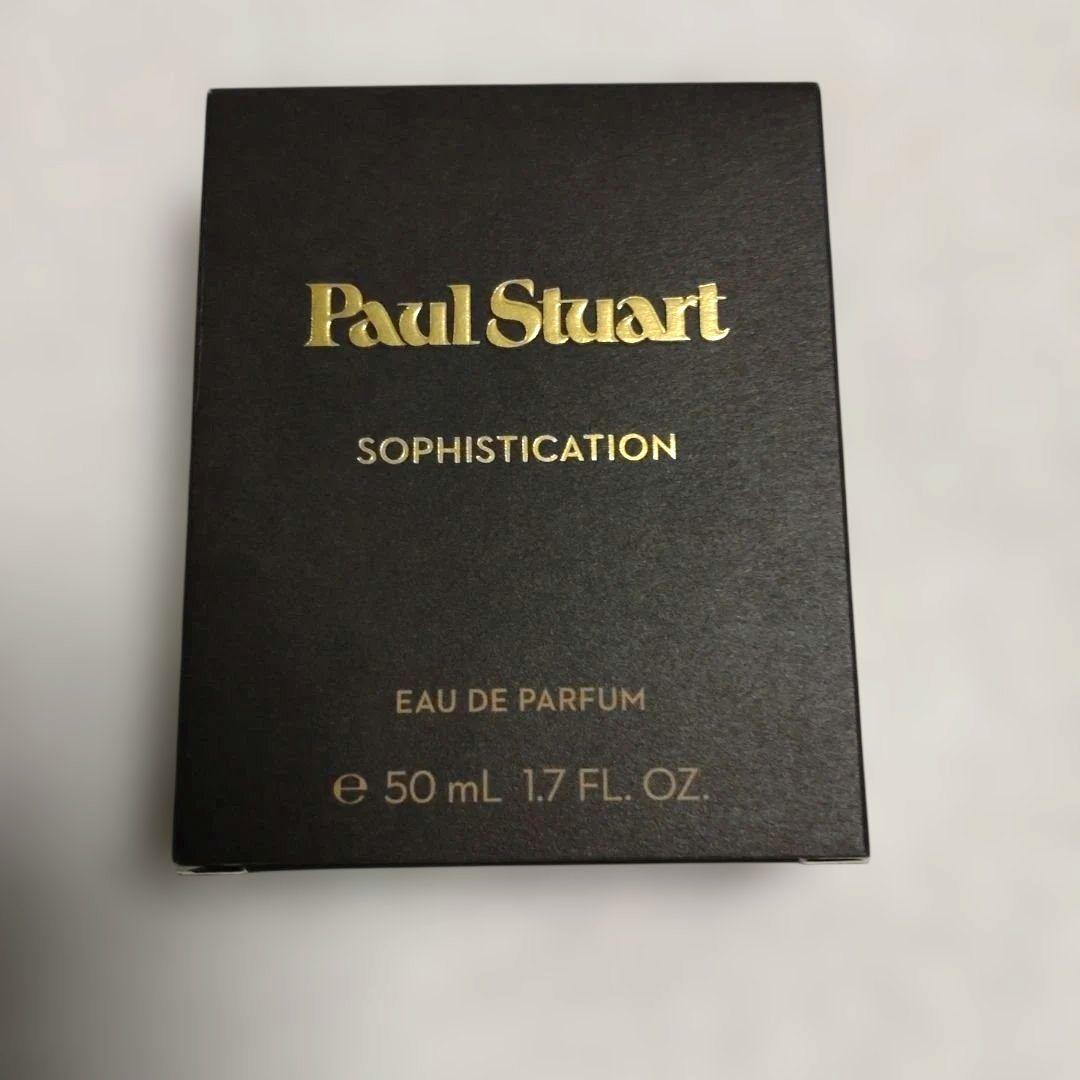 Paul Stuart
SOPHISTICATION
EAU DE PARFUM
℮ 50 mL 1.7 FL. OZ.